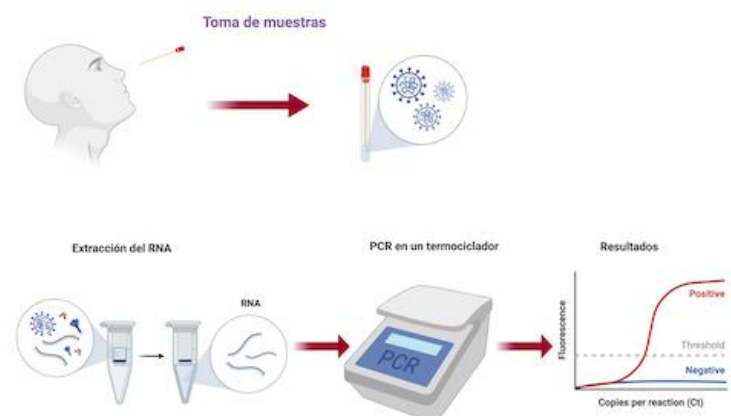 Toma de muestras
Extracción del RNA
PCR en un termociclador
Resultados
RNA
PCR
Fluorescence
Positive
Threshold
Negative
Copies per reaction (Ct)